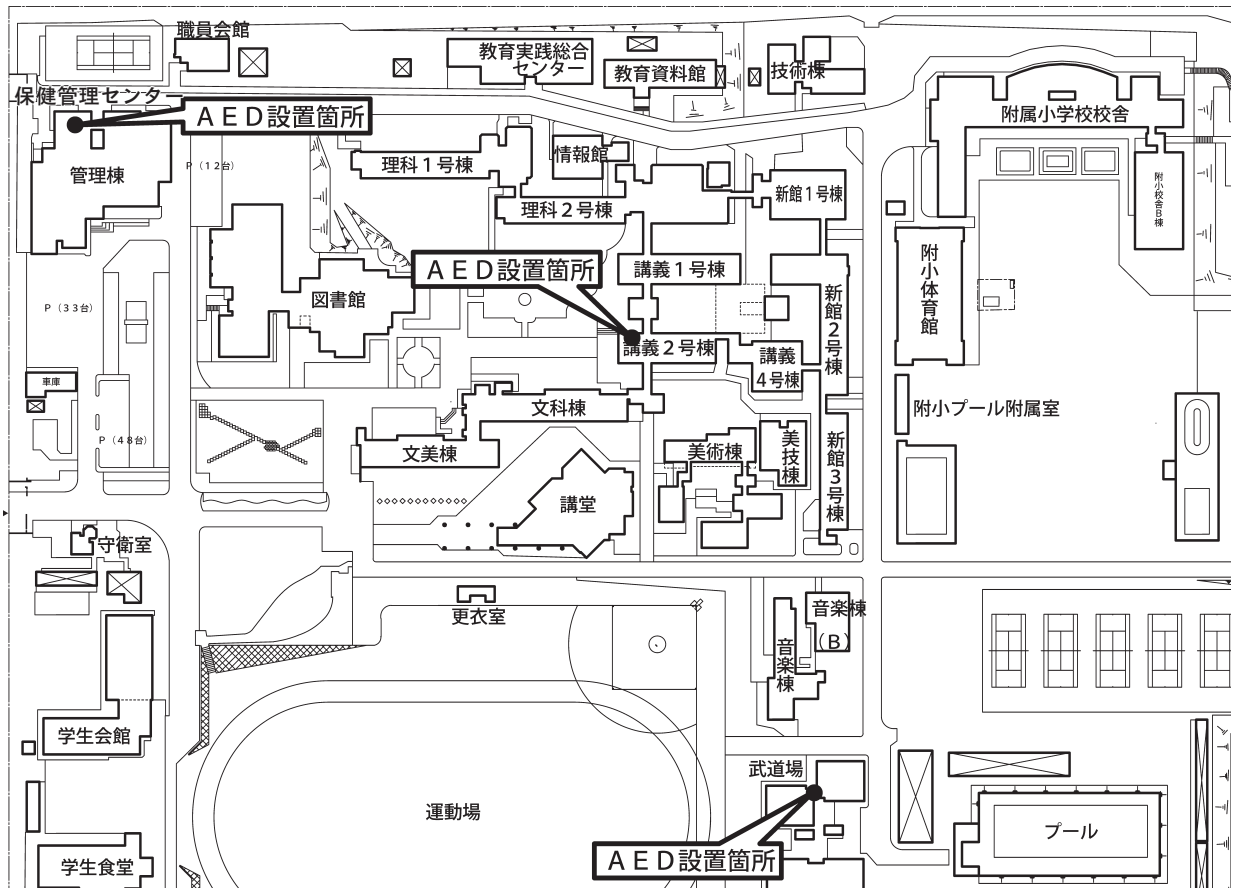 職員会館
教育実践総合
センター
教育資料館
技術棟
保健管理センター
ＡＥＤ設置箇所
附属小学校校舎
管理棟
Ｐ（１２台）
理科１号棟
情報館
新館１号棟
附小校舎Ｂ棟
理科２号棟
ＡＥＤ設置箇所
講義１号棟
附小体育館
図書館
新館２号棟
Ｐ（３３台）
講義２号棟
講義
４号棟
車庫
文科棟
附小プール附属室
Ｐ（４８台）
文美棟
美術棟
美技棟
新館３号棟
講堂
守衛室
更衣室
音楽棟
（Ｂ）
音楽棟
学生会館
武道場
運動場
プール
ＡＥＤ設置箇所
学生食堂